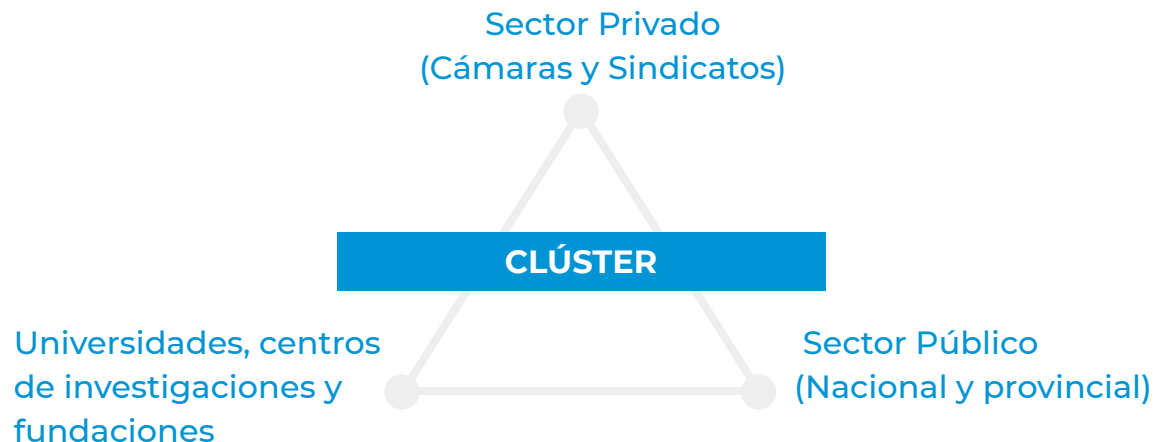 Sector Privado
(Cámaras y Sindicatos)
CLÚSTER
Universidades, centros
de investigaciones y
fundaciones
Sector Público
(Nacional y provincial)